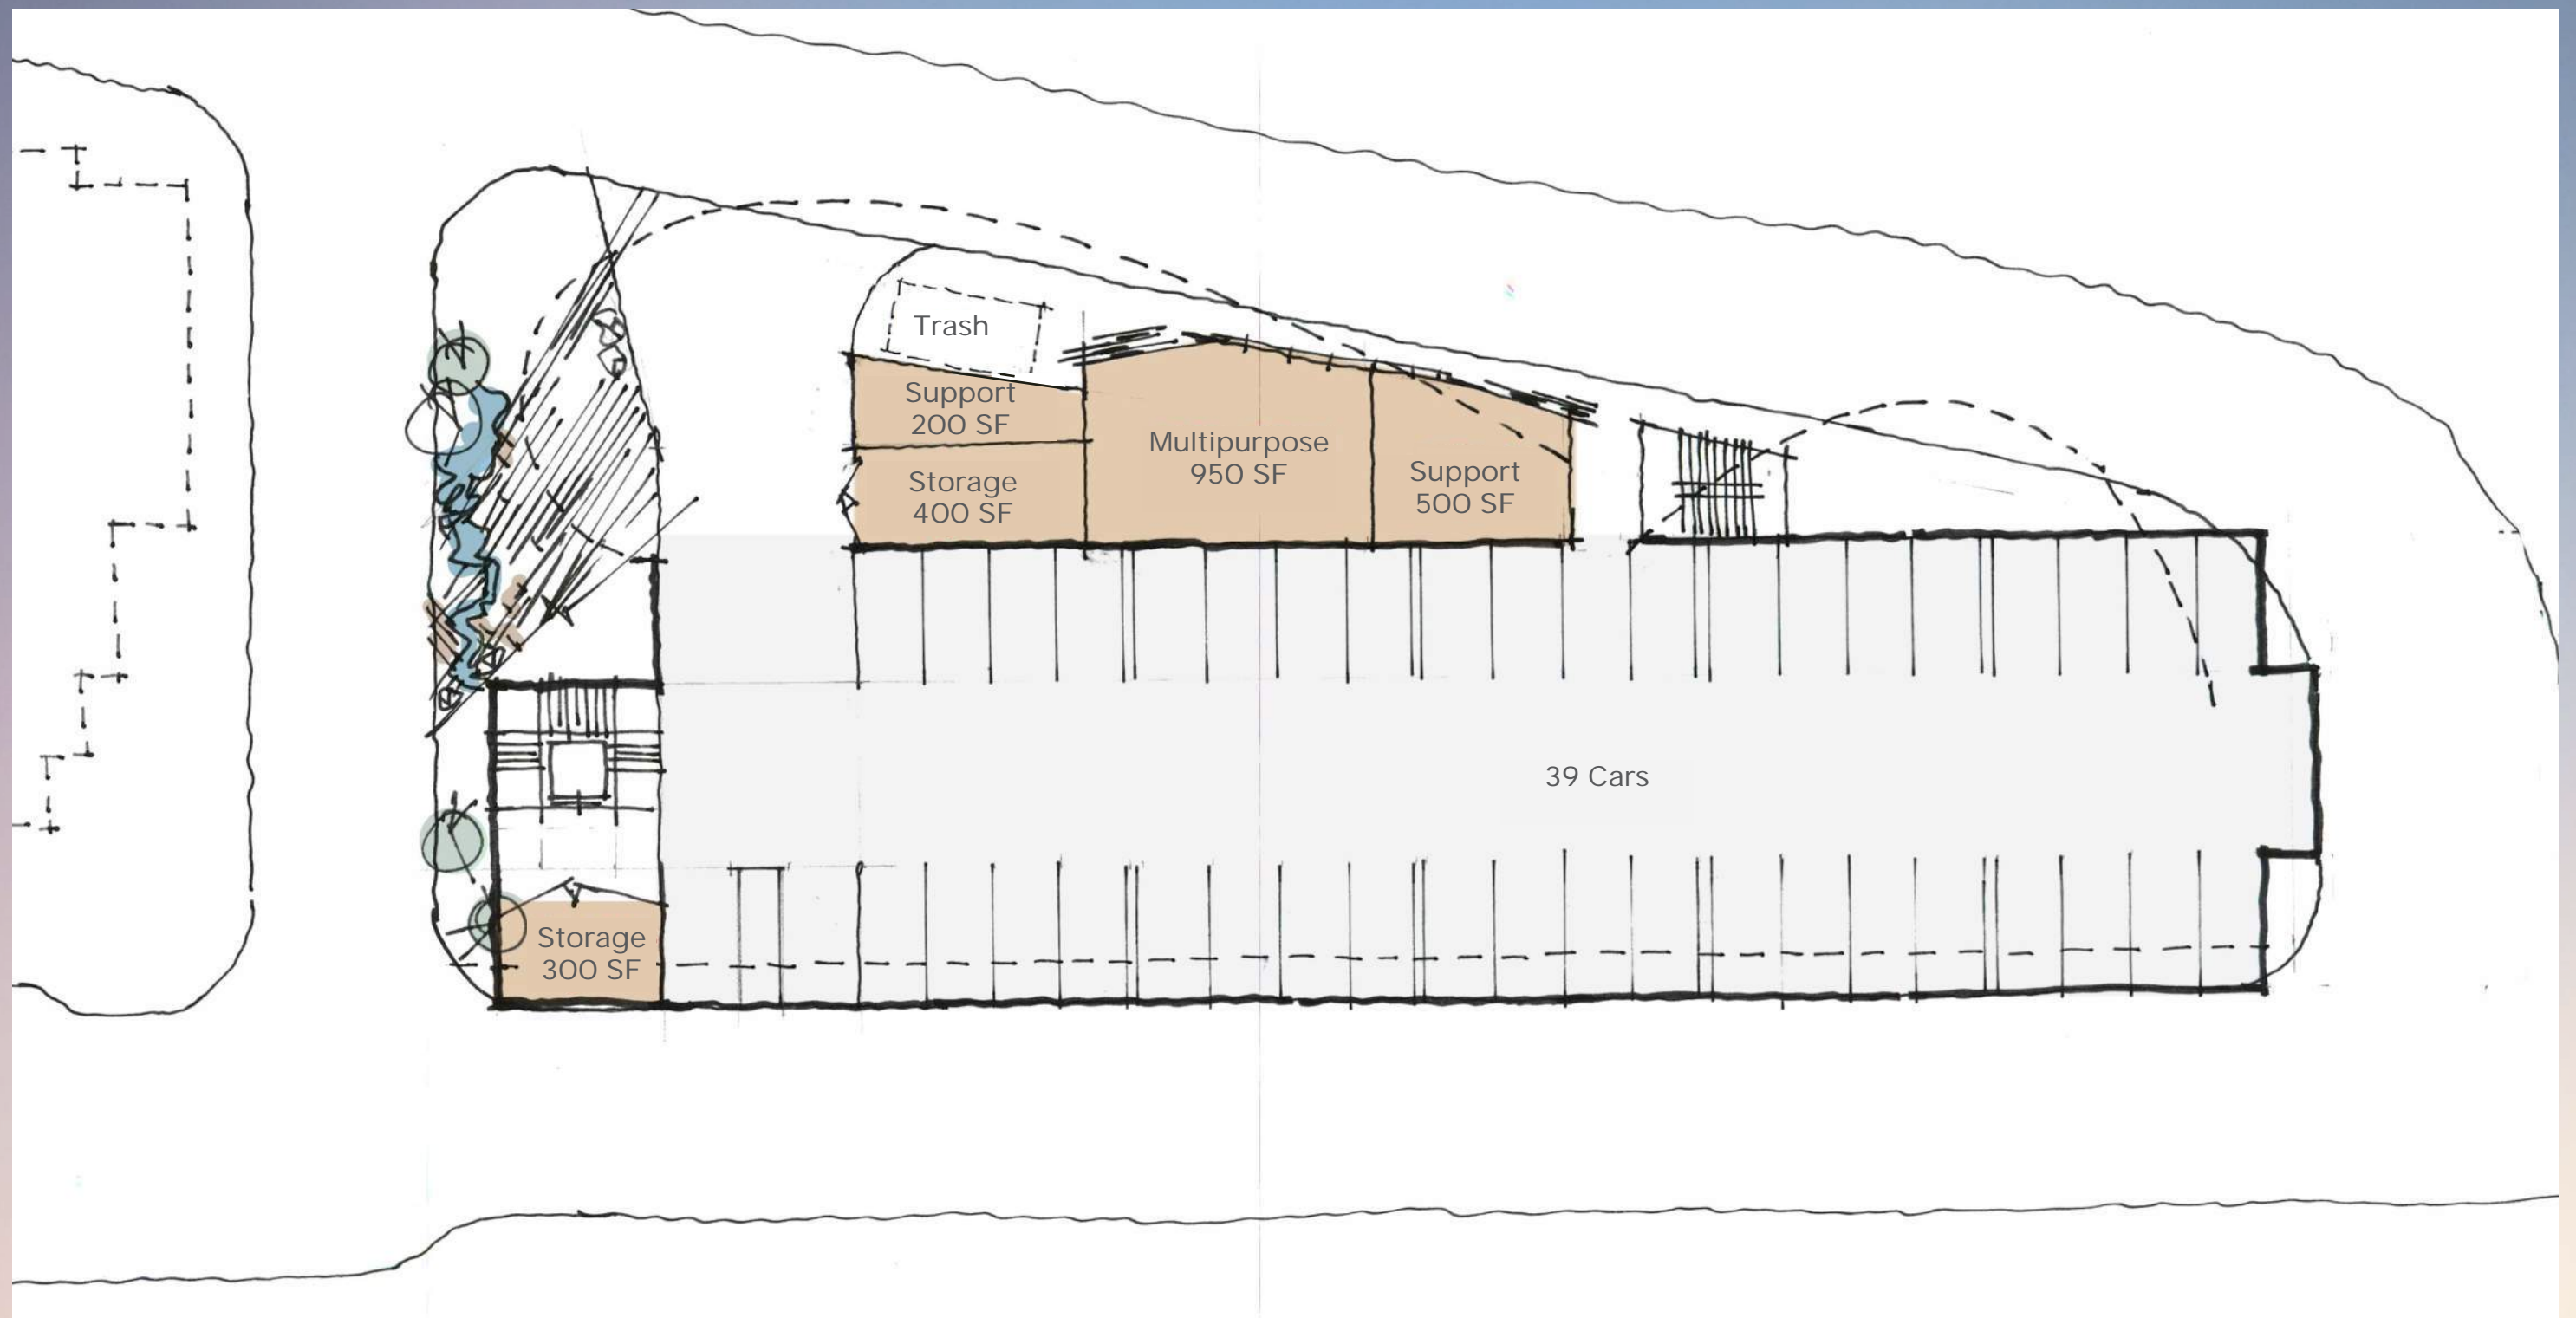 Trash
Support
200 SF
Storage
400 SF
Multipurpose
950 SF
Support
500 SF
39 Cars
Storage
300 SF